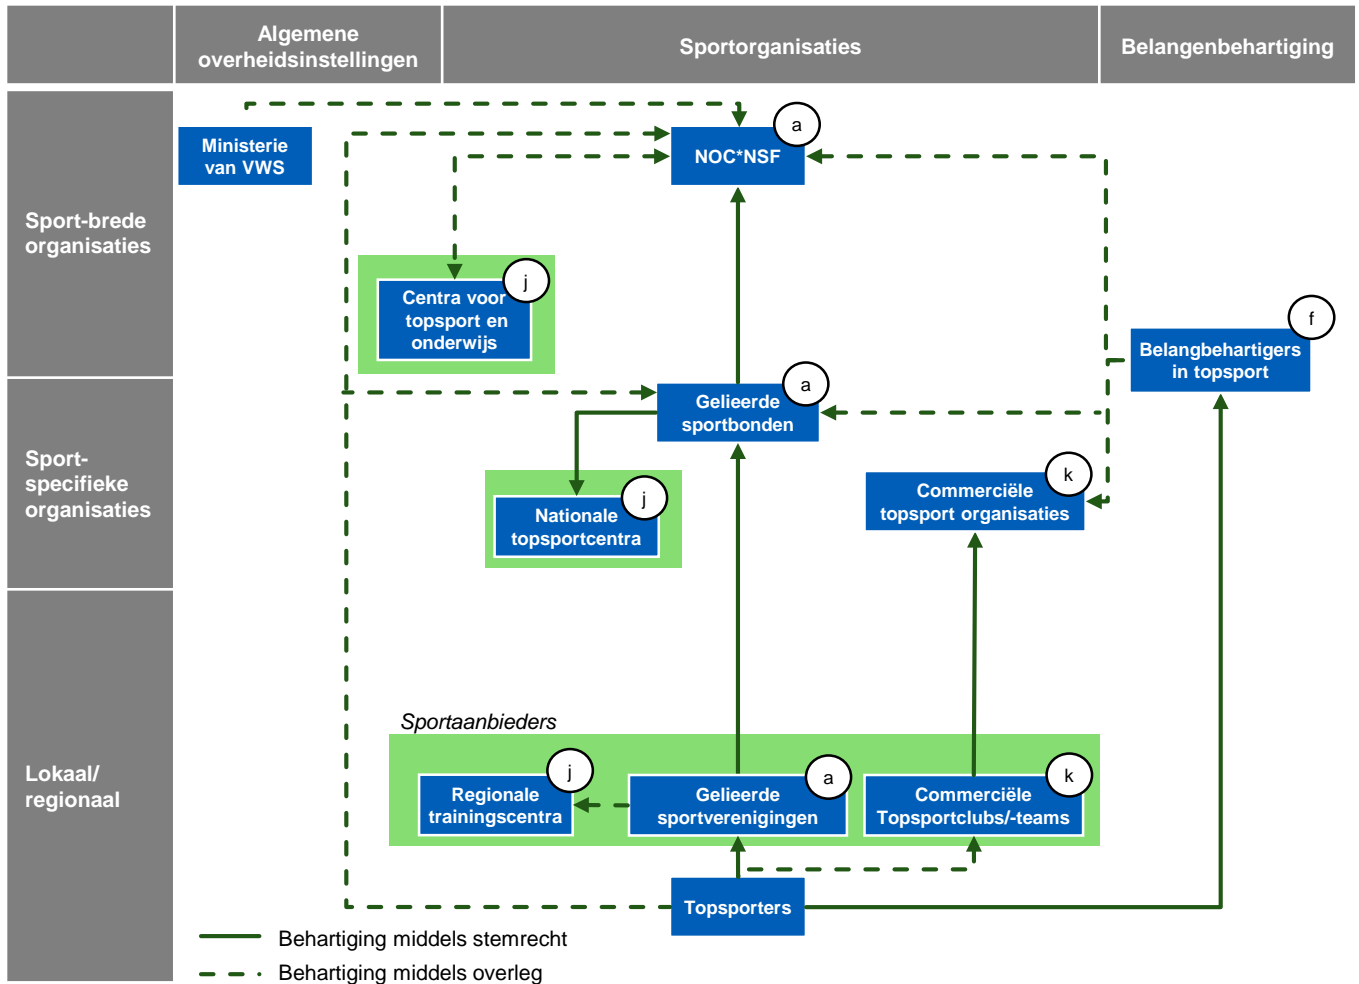 Algemene
overheidsinstellingen
Sportorganisaties
Belangenbehartiging
Sport-brede
organisaties
Ministerie
van VWS
a
NOC*NSF
j
Centra voor
topsport en
onderwijs
f
Belangbehartigers
in topsport
Sport-
specifieke
organisaties
a
Gelieerde
sportbonden
j
Nationale
topsportcentra
k
Commerciële
topsport organisaties
Lokaal/
regionaal
Sportaanbieders
j
Regionale
trainingscentra
a
Gelieerde
sportverenigingen
k
Commerciële
Topsportclubs/-teams
Topsporters
Behartiging middels stemrecht
Behartiging middels overleg